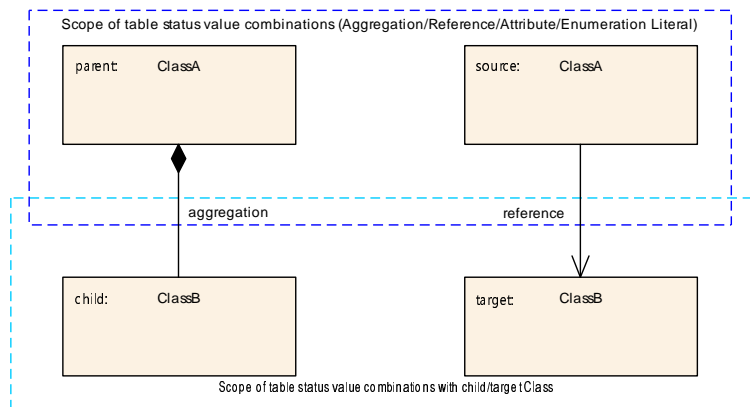 Scope of table status value combinations (Aggregation/Reference/Attribute/Enumeration Literal)
parent: ClassA
source: ClassA
aggregation
reference
child: ClassB
target: ClassB
Scope of table status value combinations with child/target Class